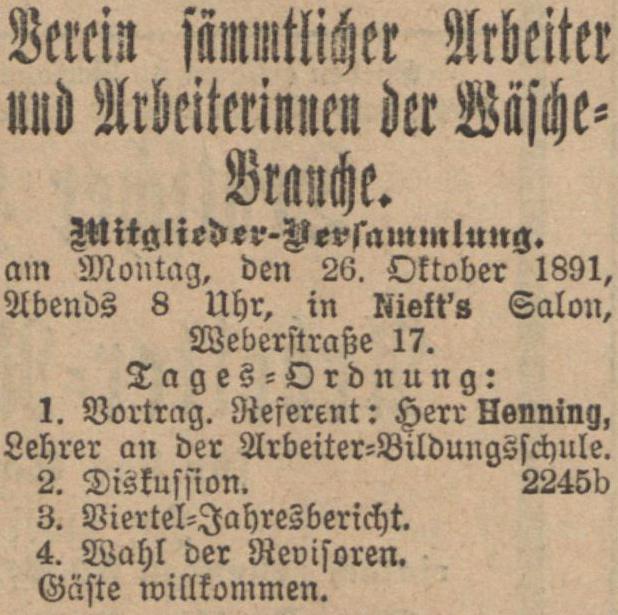 Verein sämmtlicher Arbeiter
und Arbeiterinnen der Wäsche-
Branche.
Mitglieder-Versammlung.
am Montag, den 26. Oktober 1891,
Abends 8 Uhr, in Nieft's Salon,
Weberstraße 17.
Tages-Ordnung:
1. Vortrag. Referent: Herr Henning,
Lehrer an der Arbeiter-Bildungsschule.
2. Diskussion. 2245b
3. Viertel-Jahresbericht.
4. Wahl der Revisoren.
Gäste willkommen.